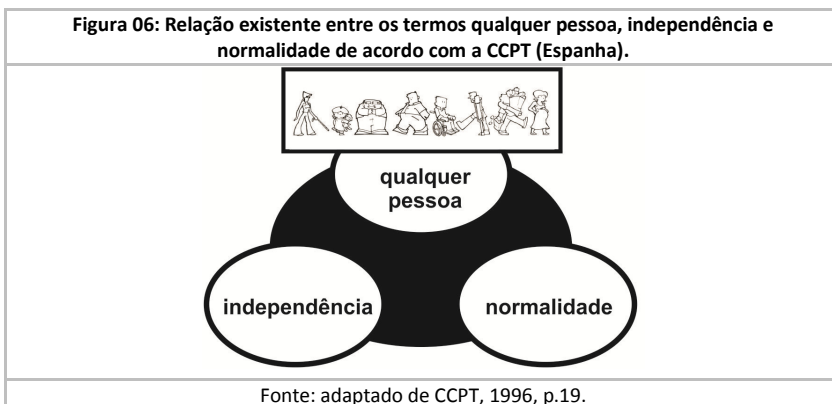 Figura 06: Relação existente entre os termos qualquer pessoa, independência e
normalidade de acordo com a CCPT (Espanha).
qualquer
pessoa
independência
normalidade
Fonte: adaptado de CCPT, 1996, p.19.